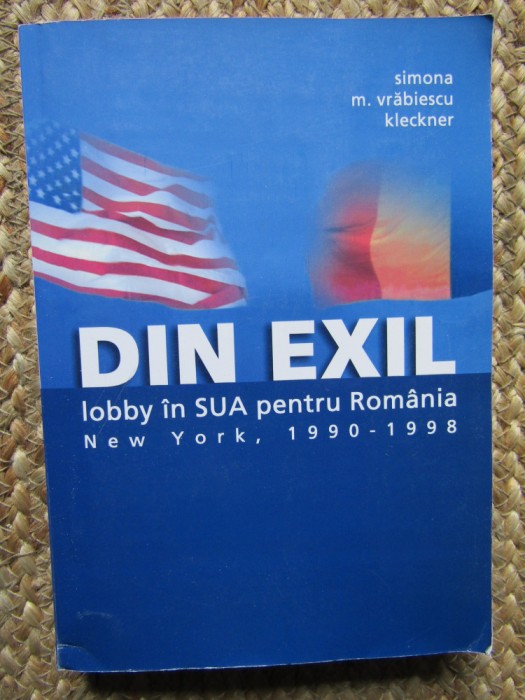 simona
m. vrăbiescu
kleckner
DIN EXIL
lobby în SUA pentru România
New York, 1990-1998